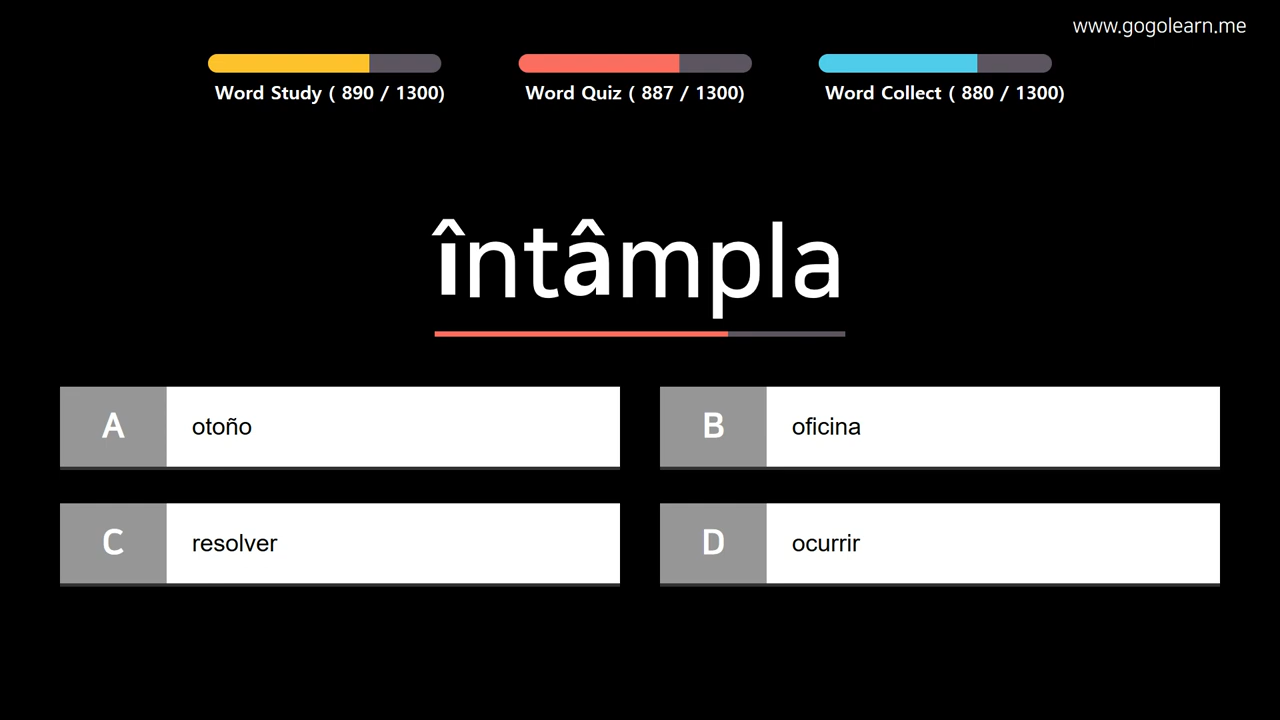 www.gogolearn.me
Word Study ( 890 / 1300)
Word Quiz ( 887 / 1300)
Word Collect ( 880 / 1300)
întâmpla
A otoño
B oficina
C resolver
D ocurrir